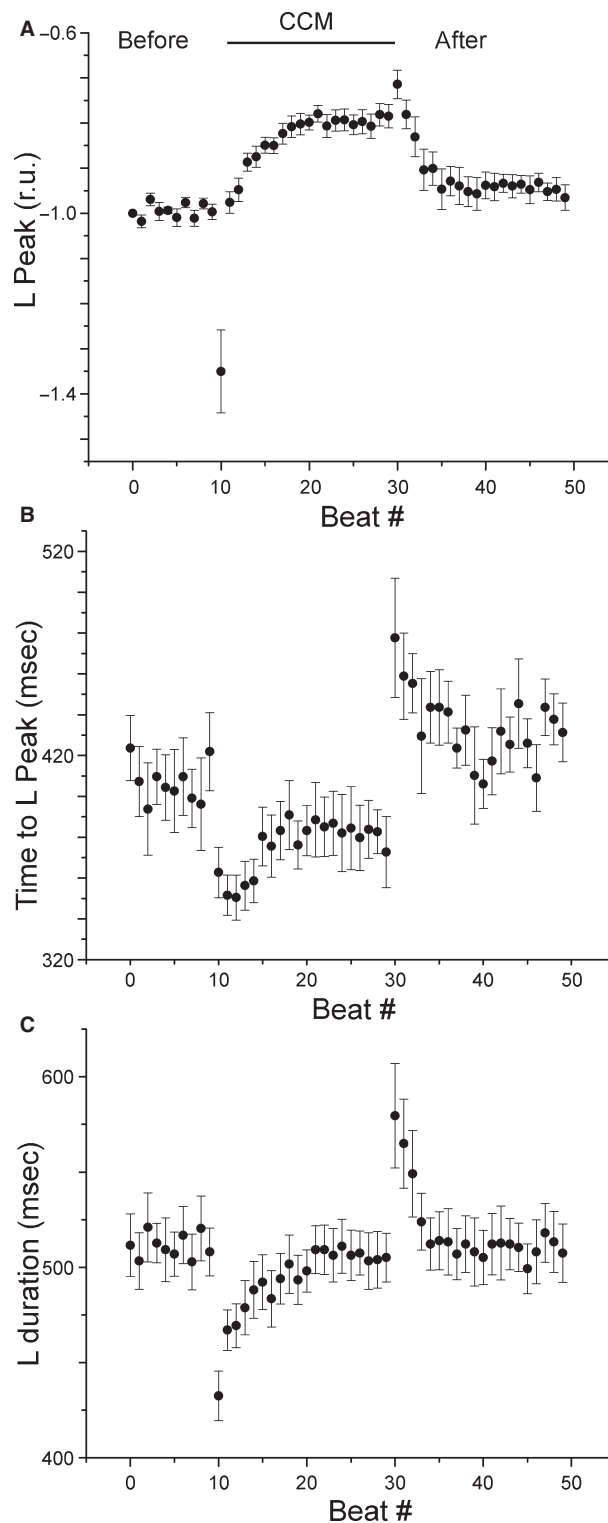 A
Before
CCM
After
L Peak (r.u.)
−0.6
−1.0
−1.4
0 10 20 30 40 50
Beat #
B
Time to L Peak (msec)
520
420
320
0 10 20 30 40 50
Beat #
C
L duration (msec)
600
500
400
0 10 20 30 40 50
Beat #